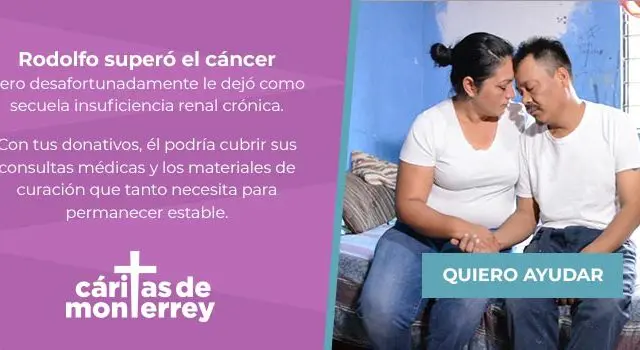 Rodolfo superó el cáncer
ero desafortunadamente le dejó como
secuela insuficiencia renal crónica.
Con tus donativos, él podría cubrir sus
consultas médicas y los materiales de
curación que tanto necesita para
permanecer estable.
cáritas de
monterrey
QUIERO AYUDAR